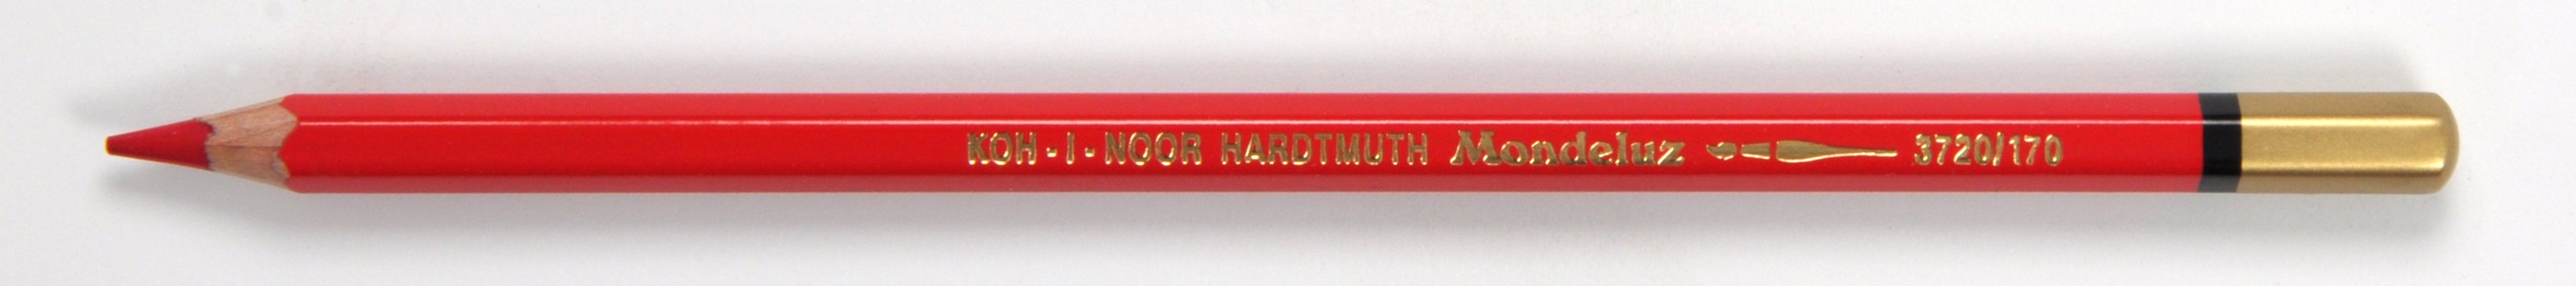 KOH-I-NOOR HARDTMUTH Mondeluz 3720/170